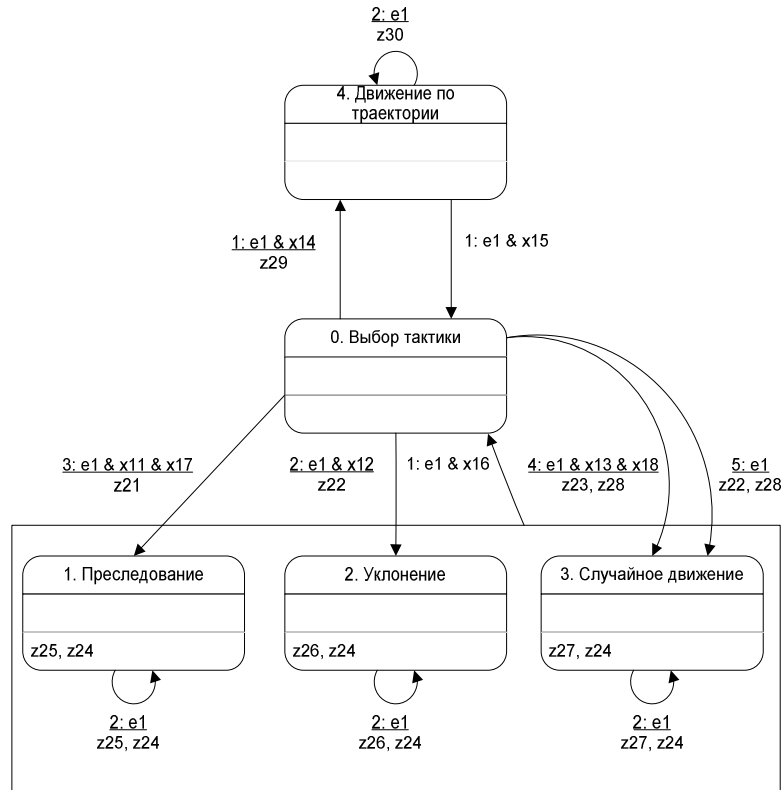 2: e1
z30
4. Движение по
траектории
1: e1 & x14
z29
1: e1 & x15
0. Выбор тактики
3: e1 & x11 & x17
z21
2: e1 & x12
z22
1: e1 & x16
4: e1 & x13 & x18
z23, z28
5: e1
z22, z28
1. Преследование
z25, z24
2: e1
z25, z24
2. Уклонение
z26, z24
2: e1
z26, z24
3. Случайное движение
z27, z24
2: e1
z27, z24